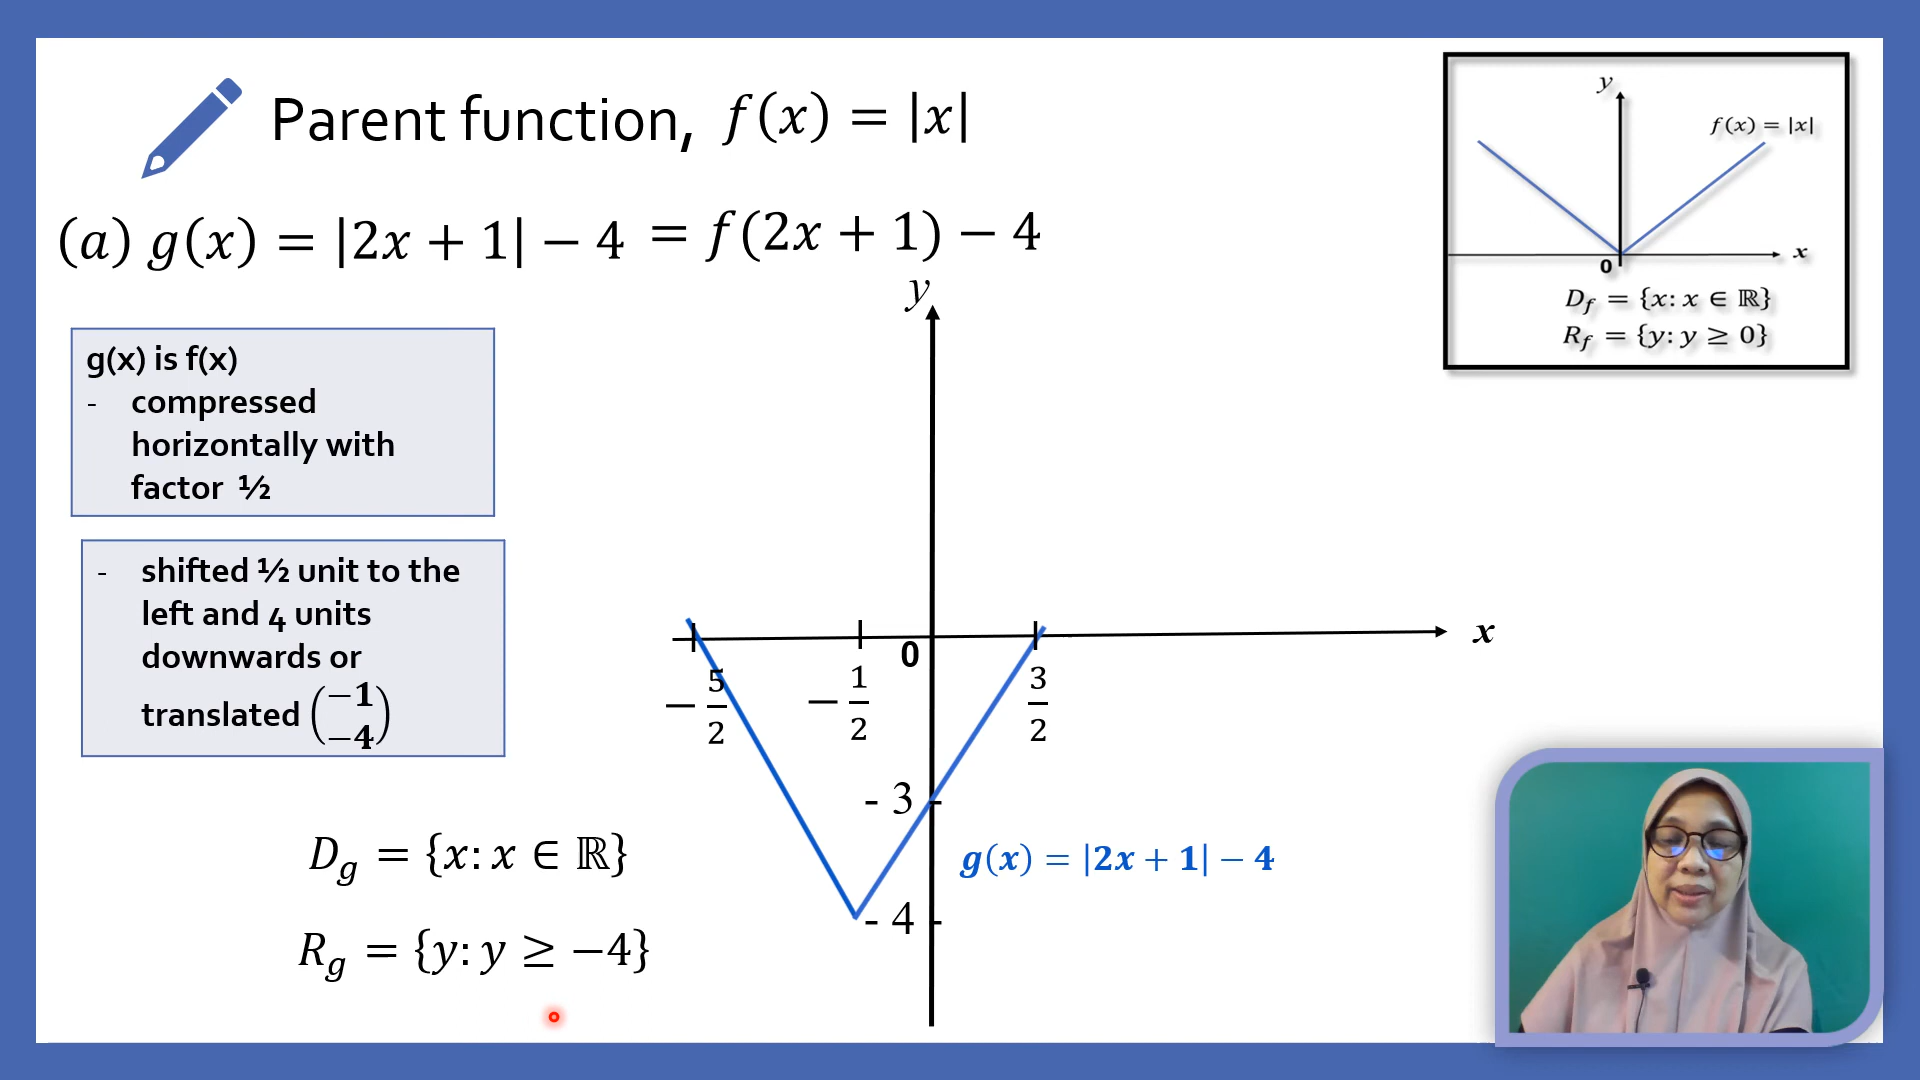 Parent function, f(x) = |x|
(a) g(x) = |2x + 1| − 4 = f(2x + 1) − 4
g(x) is f(x)
- compressed
horizontally with
factor ½
- shifted ½ unit to the
left and 4 units
downwards or
translated (−1 −4)
D_g = {x: x ∈ ℝ}
R_g = {y: y ≥ −4}
y
x
0
−5/2
−1/2
3/2
- 3 -
- 4 -
g(x) = |2x + 1| − 4
y
f(x) = |x|
x
0
D_f = {x: x ∈ ℝ}
R_f = {y: y ≥ 0}